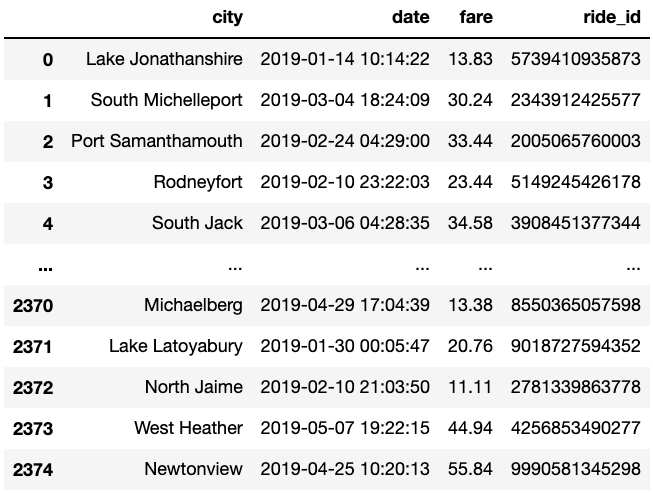 city date fare ride_id
0 Lake Jonathanshire 2019-01-14 10:14:22 13.83 5739410935873
1 South Michelleport 2019-03-04 18:24:09 30.24 2343912425577
2 Port Samanthamouth 2019-02-24 04:29:00 33.44 2005065760003
3 Rodneyfort 2019-02-10 23:22:03 23.44 5149245426178
4 South Jack 2019-03-06 04:28:35 34.58 3908451377344
... ... ... ... ...
2370 Michaelberg 2019-04-29 17:04:39 13.38 8550365057598
2371 Lake Latoyabury 2019-01-30 00:05:47 20.76 9018727594352
2372 North Jaime 2019-02-10 21:03:50 11.11 2781339863778
2373 West Heather 2019-05-07 19:22:15 44.94 4256853490277
2374 Newtonview 2019-04-25 10:20:13 55.84 9990581345298